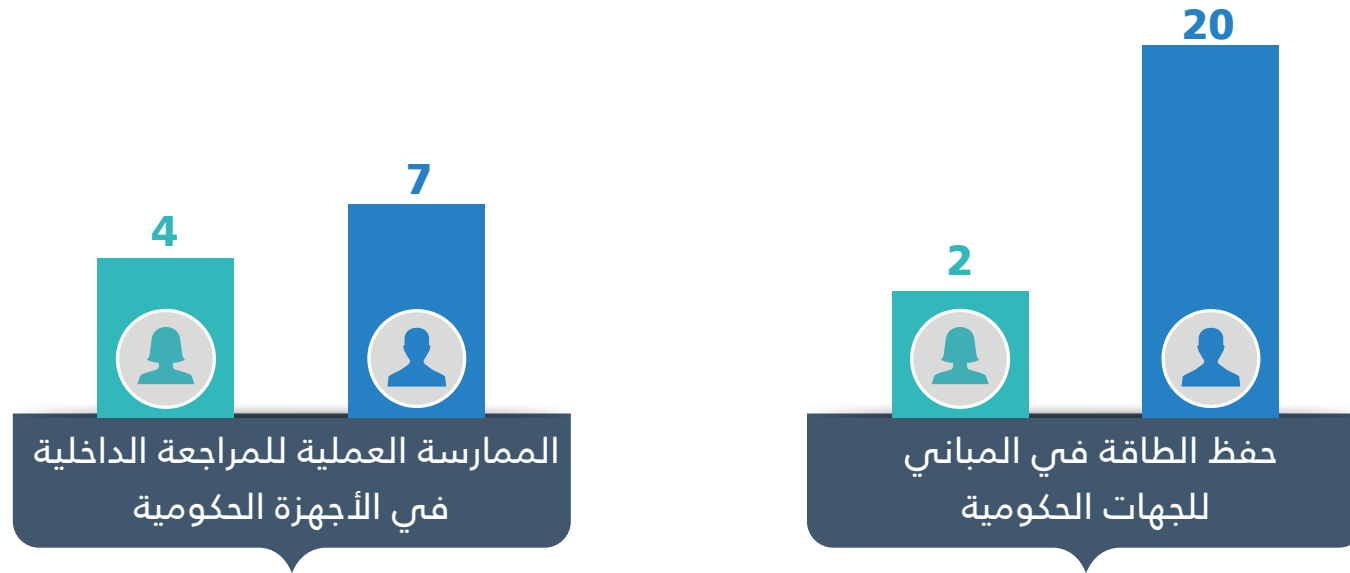 20
2
حفظ الطاقة في المباني
للجهات الحكومية
7
4
الممارسة العملية للمراجعة الداخلية
في الأجهزة الحكومية